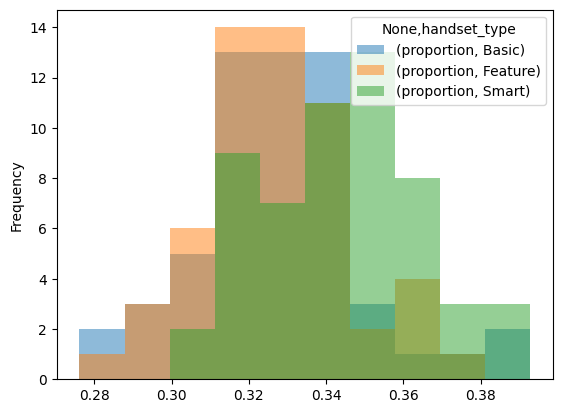 None,handset_type
(proportion, Basic)
(proportion, Feature)
(proportion, Smart)
Frequency
14
12
10
8
6
4
2
0
0.28 0.30 0.32 0.34 0.36 0.38